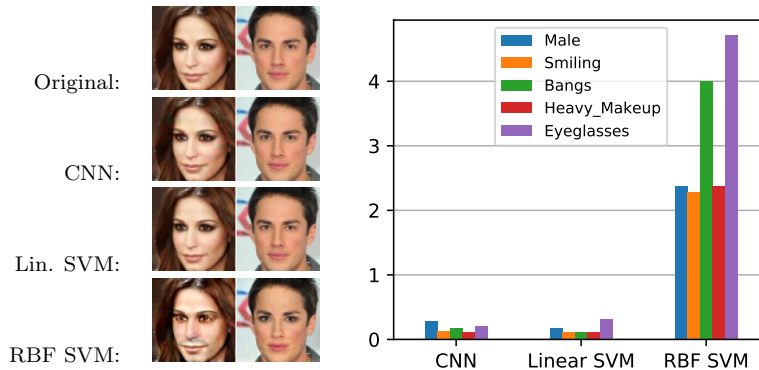 Original:
CNN:
Lin. SVM:
RBF SVM:
Male
Smiling
Bangs
Heavy_Makeup
Eyeglasses
4
3
2
1
0
CNN Linear SVM RBF SVM